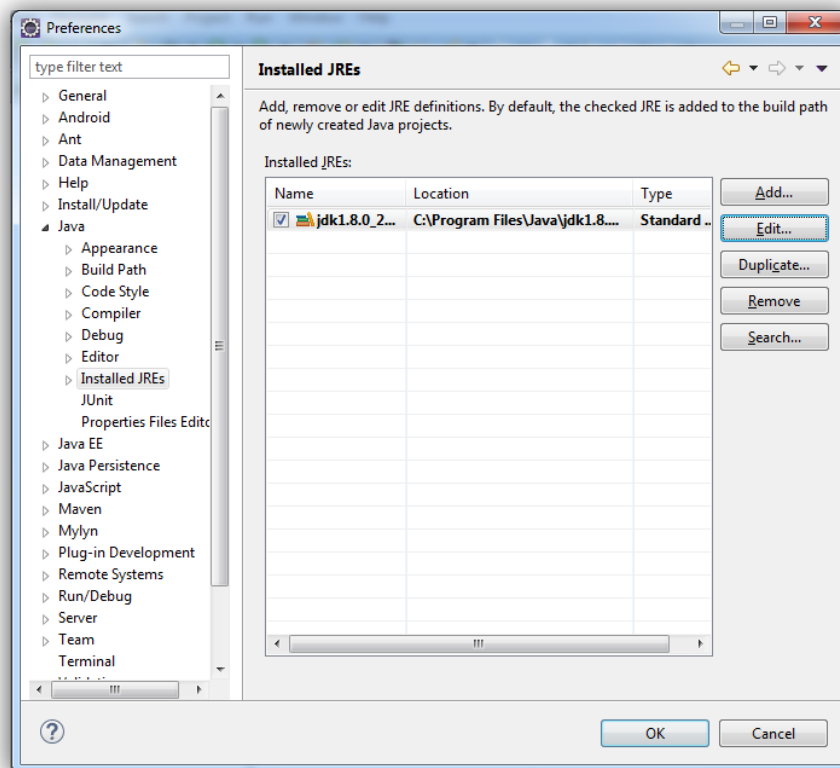 Preferences
type filter text
General
Android
Ant
Data Management
Help
Install/Update
Java
Appearance
Build Path
Code Style
Compiler
Debug
Editor
Installed JREs
JUnit
Properties Files Edito
Java EE
Java Persistence
JavaScript
Maven
Mylyn
Plug-in Development
Remote Systems
Run/Debug
Server
Team
Terminal
Installed JREs
Add, remove or edit JRE definitions. By default, the checked JRE is added to the build path
of newly created Java projects.
Installed JREs:
Name Location Type
jdk1.8.0_2... C:\Program Files\Java\jdk1.8.... Standard ..
Add...
Edit...
Duplicate...
Remove
Search...
OK Cancel